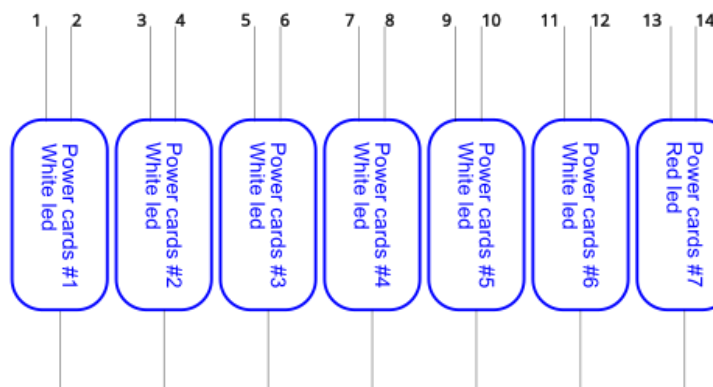 1 2 3 4 5 6 7 8 9 10 11 12 13 14
Power cards #1
White led
Power cards #2
White led
Power cards #3
White led
Power cards #4
White led
Power cards #5
White led
Power cards #6
White led
Power cards #7
Red led